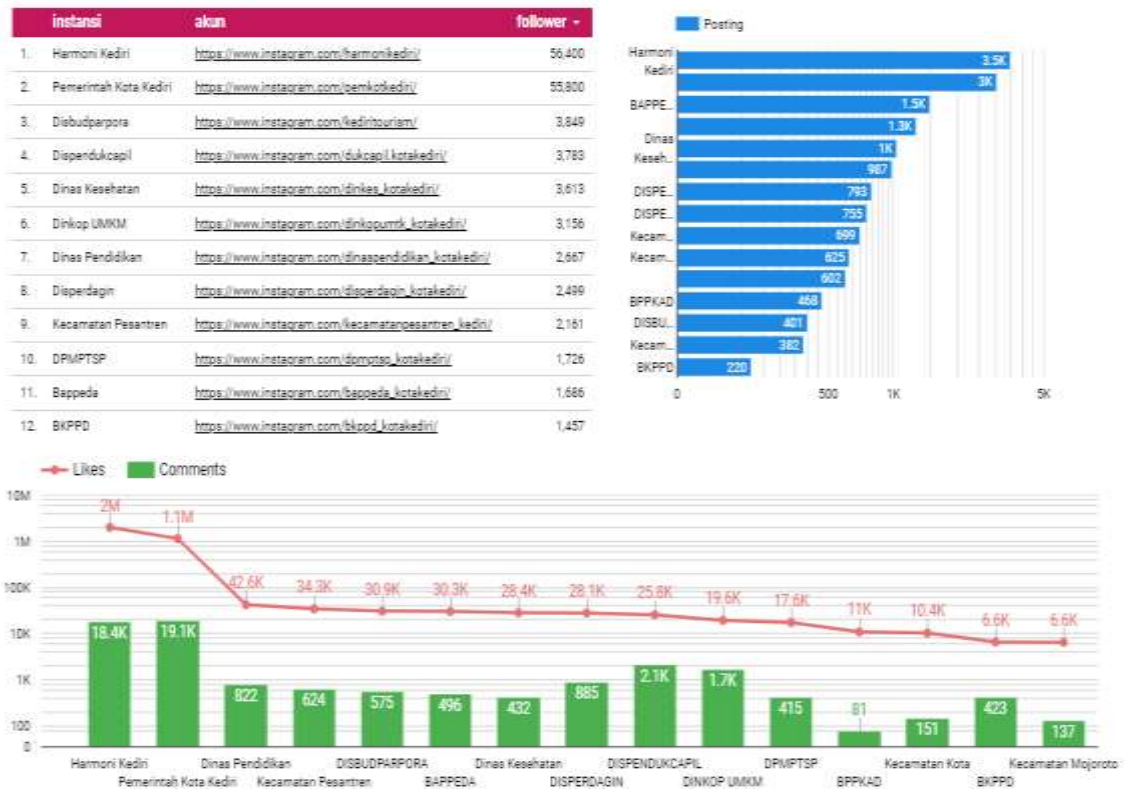 instansi akun follower
1. Harmoni Kediri https://www.instagram.com/harmonikediri/ 56,400
2. Pemerintah Kota Kediri https://www.instagram.com/pemkotkediri/ 55,800
3. Disbudparpora https://www.instagram.com/kediritourism/ 3,849
4. Dispendukcapil https://www.instagram.com/dukcapil.kotakediri/ 3,783
5. Dinas Kesehatan https://www.instagram.com/dinkes_kotakediri/ 3,613
6. Dinkop UMKM https://www.instagram.com/dinkopumtk_kotakediri/ 3,156
7. Dinas Pendidikan https://www.instagram.com/dinaspendidikan_kotakediri/ 2,667
8. Disperdagin https://www.instagram.com/disperdagin_kotakediri/ 2,499
9. Kecamatan Pesantren https://www.instagram.com/kecamatanpesantren_kediri/ 2,161
10. DPMPTSP https://www.instagram.com/dpmptsp_kotakediri/ 1,726
11. Bappeda https://www.instagram.com/bappeda_kotakediri/ 1,686
12. BKPPD https://www.instagram.com/bkppd_kotakediri/ 1,457
Posting
Harmoni
Kediri
3.5K
3K
BAPPE... 1.5K
1.3K
Dinas
Keseh...
1K
987
DISPE... 793
DISPE... 755
Kecam... 699
Kecam... 625
602
BPPKAD 468
DISBU... 401
Kecam... 382
BKPPD 220
0 500 1K 5K
Likes Comments
10M
1M
100K
10K
1K
100
0
2M 1.1M 42.6K 34.3K 30.9K 30.3K 28.4K 28.1K 25.8K 19.6K 17.6K 11K 10.4K 6.6K 6.6K
18.4K 19.1K 822 624 575 496 432 885 2.1K 1.7K 415 81 151 423 137
Harmoni Kediri Dinas Pendidikan DISBUDPARPORA Dinas Kesehatan DISPENDUKCAPIL DPMPTSP Kecamatan Kota Kecamatan Mojoroto
Pemerintah Kota Kediri Kecamatan Pesantren BAPPEDA DISPERDAGIN DINKOP UMKM BPPKAD BKPPD